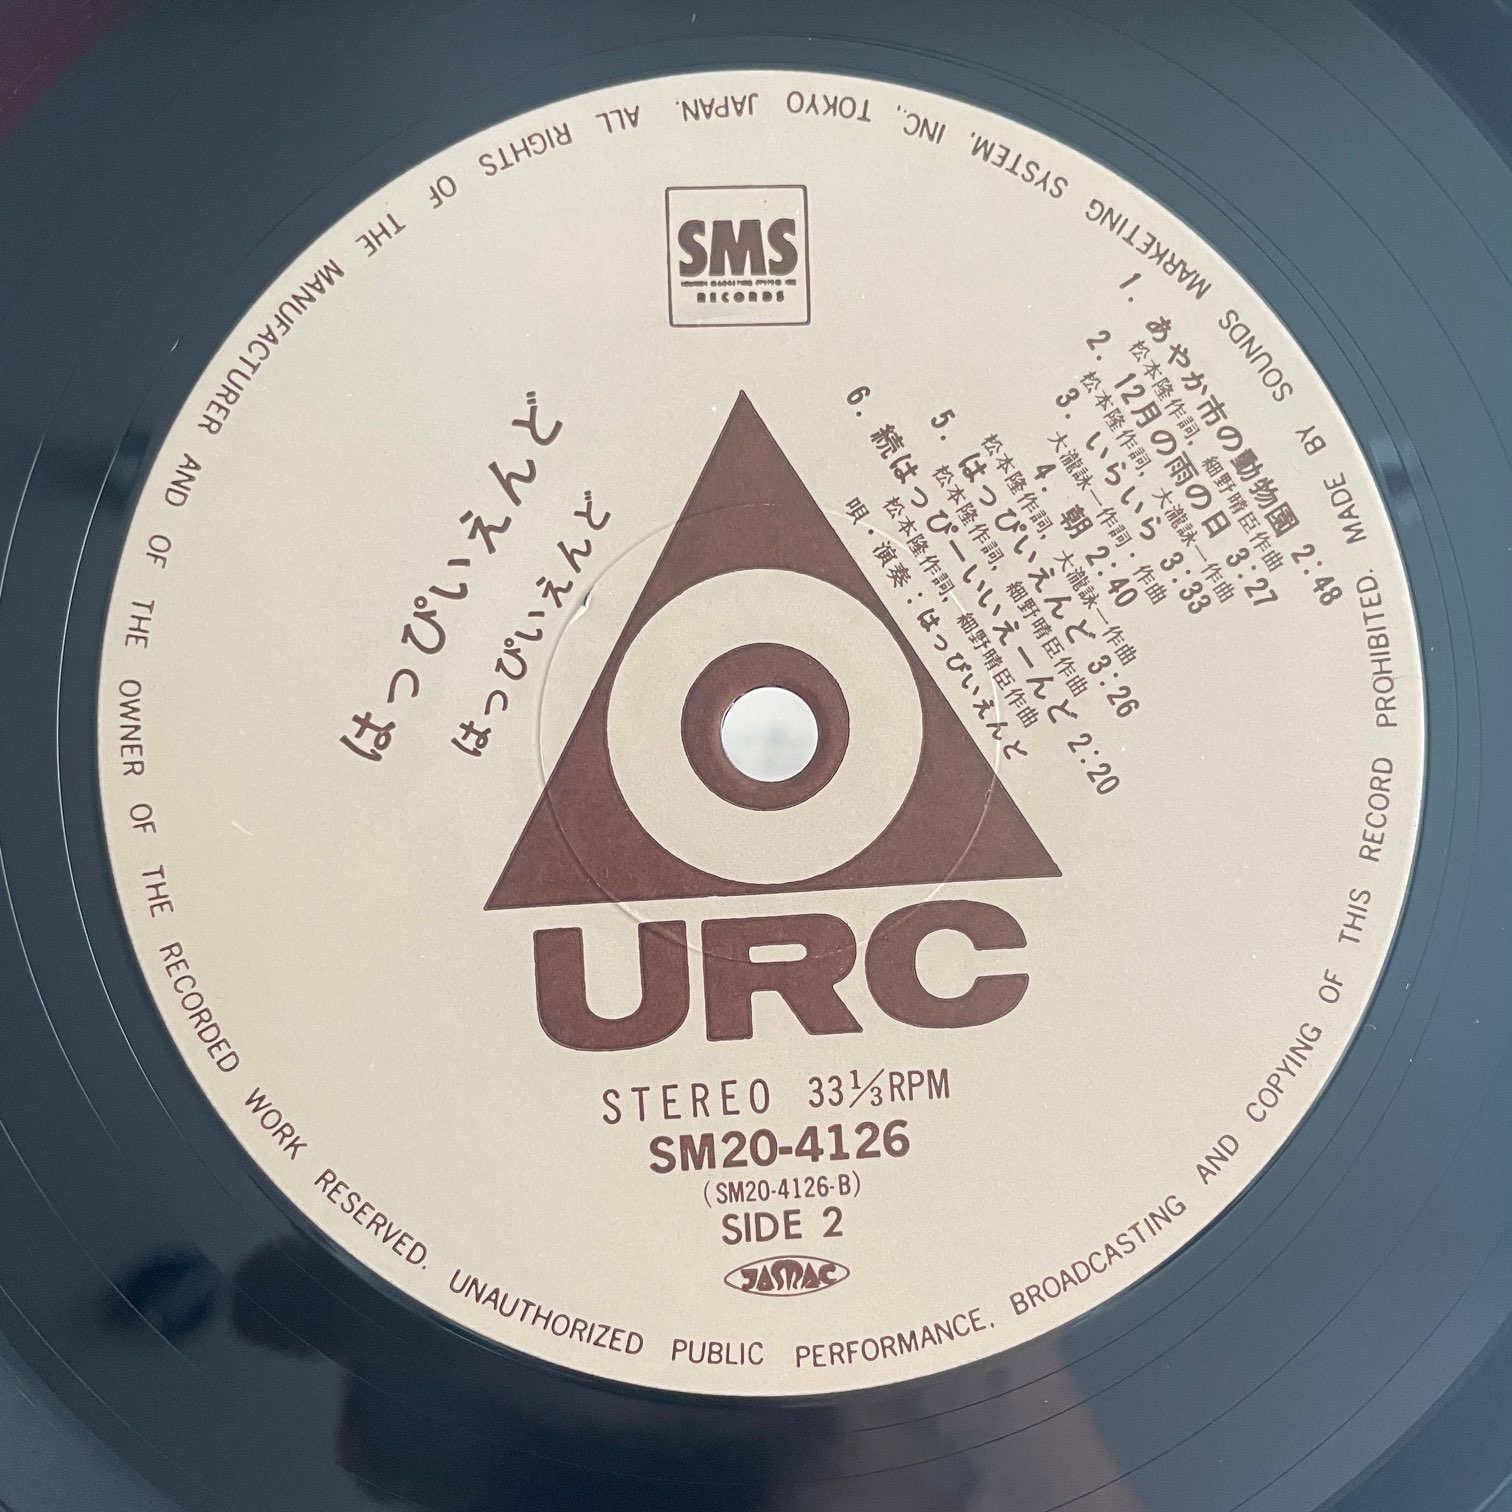 SMS
RECORDS
はっぴいえんど
はっぴいえんど
1. あやか市の動物園 2:48
松本隆作詞, 細野晴臣作曲
2. 12月の雨の日 3:27
松本隆作詞, 大瀧詠一作曲
3. いらいら 3:33
大瀧詠一作詞・作曲
4. 朝 2:40
松本隆作詞, 大瀧詠一作曲
5. はっぴいえんど 3:26
松本隆作詞, 細野晴臣作曲
6. 続はっぴーいいえーんど 2:20
松本隆作詞, 細野晴臣作曲
唄・演奏:はっぴいえんど
URC
STEREO 33⅓RPM
SM20-4126
(SM20-4126-B)
SIDE 2
JASRAC
MADE BY SOUNDS MARKETING SYSTEM, INC., TOKYO JAPAN. ALL RIGHTS OF THE MANUFACTURER AND OF THE OWNER OF THE RECORDED WORK RESERVED. UNAUTHORIZED PUBLIC PERFORMANCE, BROADCASTING AND COPYING OF THIS RECORD PROHIBITED.